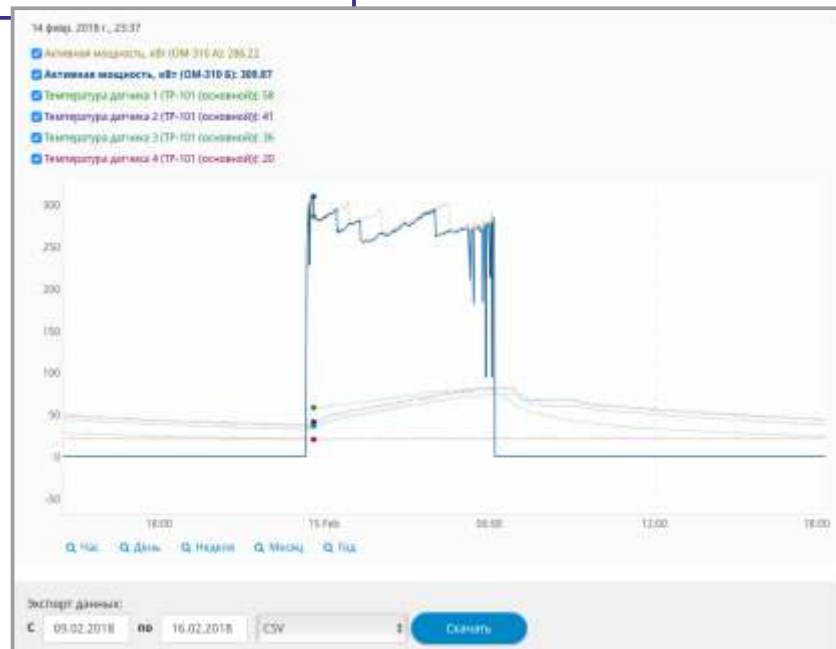 14 февр. 2018 г., 23:37
Активная мощность, кВт (ОМ-310 А): 286.22
Активная мощность, кВт (ОМ-310 Б): 309.87
Температура датчика 1 (ТР-101 (основной)): 58
Температура датчика 2 (ТР-101 (основной)): 41
Температура датчика 3 (ТР-101 (основной)): 36
Температура датчика 4 (ТР-101 (основной)): 20
300
250
200
150
100
50
0
-50
18:00 15 Feb 06:00 12:00 18:00
Час День Неделя Месяц Год
Экспорт данных:
С 09.02.2018 по 16.02.2018 CSV Скачать